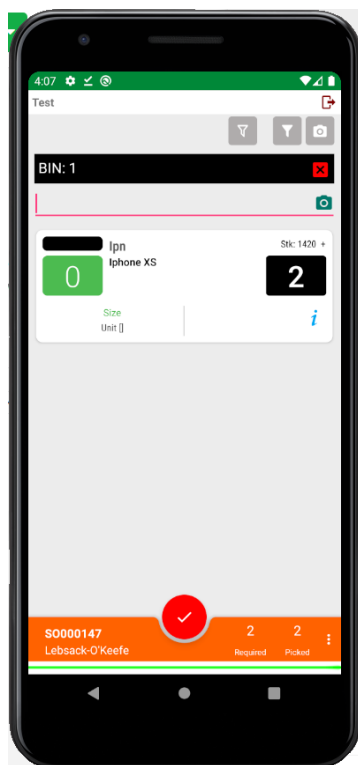 4:07
Test
BIN: 1
Ipn
Stk: 1420 +
Iphone XS
0
2
Size
Unit []
i
SO000147
Lebsack-O'Keefe
2
2
Required
Picked